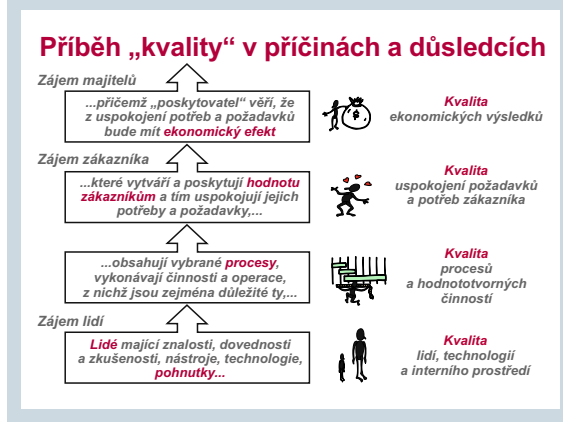 Příběh „kvality“ v příčinách a důsledcích
Zájem majitelů
...přičemž „poskytovatel“ věří, že
z uspokojení potřeb a požadavků
bude mít ekonomický efekt
$
Kvalita
ekonomických výsledků
Zájem zákazníka
...které vytváří a poskytují hodnotu
zákazníkům a tím uspokojují jejich
potřeby a požadavky,...
Kvalita
uspokojení požadavků
a potřeb zákazníka
...obsahují vybrané procesy,
vykonávají činnosti a operace,
z nichž jsou zejména důležité ty,...
Kvalita
procesů
a hodnototvorných
činností
Zájem lidí
Lidé mající znalosti, dovednosti
a zkušenosti, nástroje, technologie,
pohnutky...
Kvalita
lidí, technologií
a interního prostředí